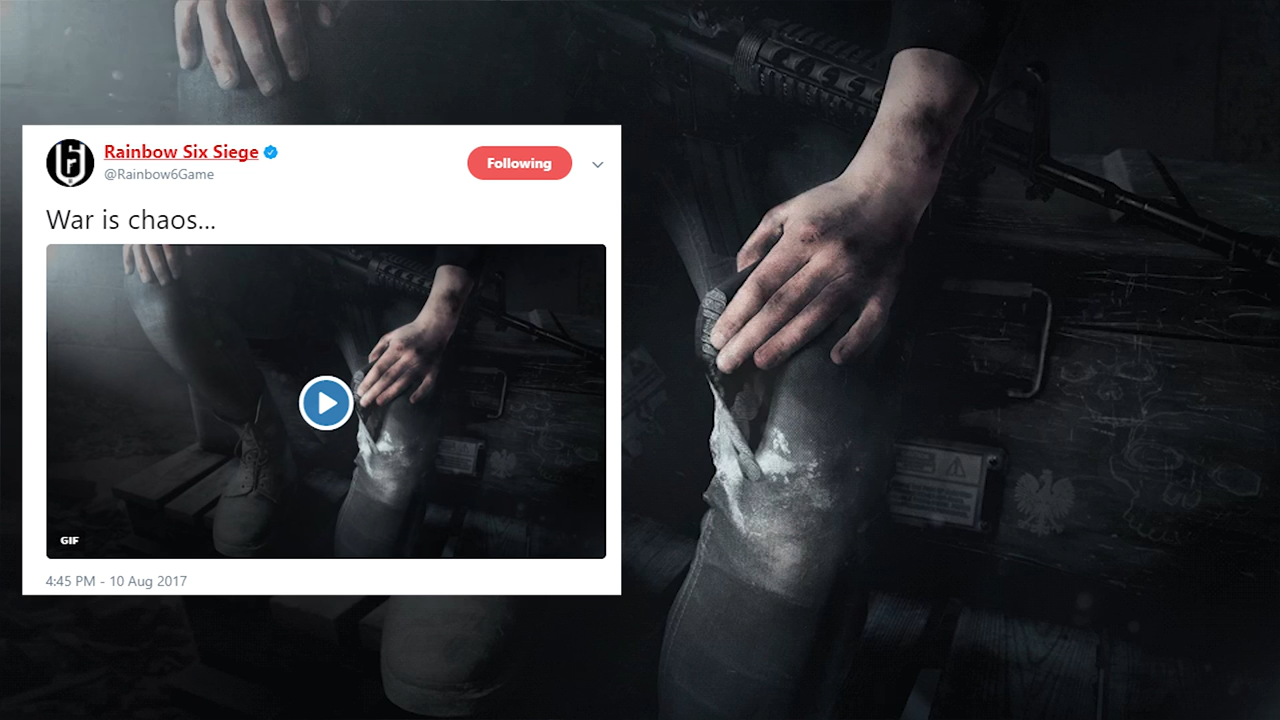 Rainbow Six Siege
@Rainbow6Game
Following
War is chaos...
GIF
4:45 PM - 10 Aug 2017